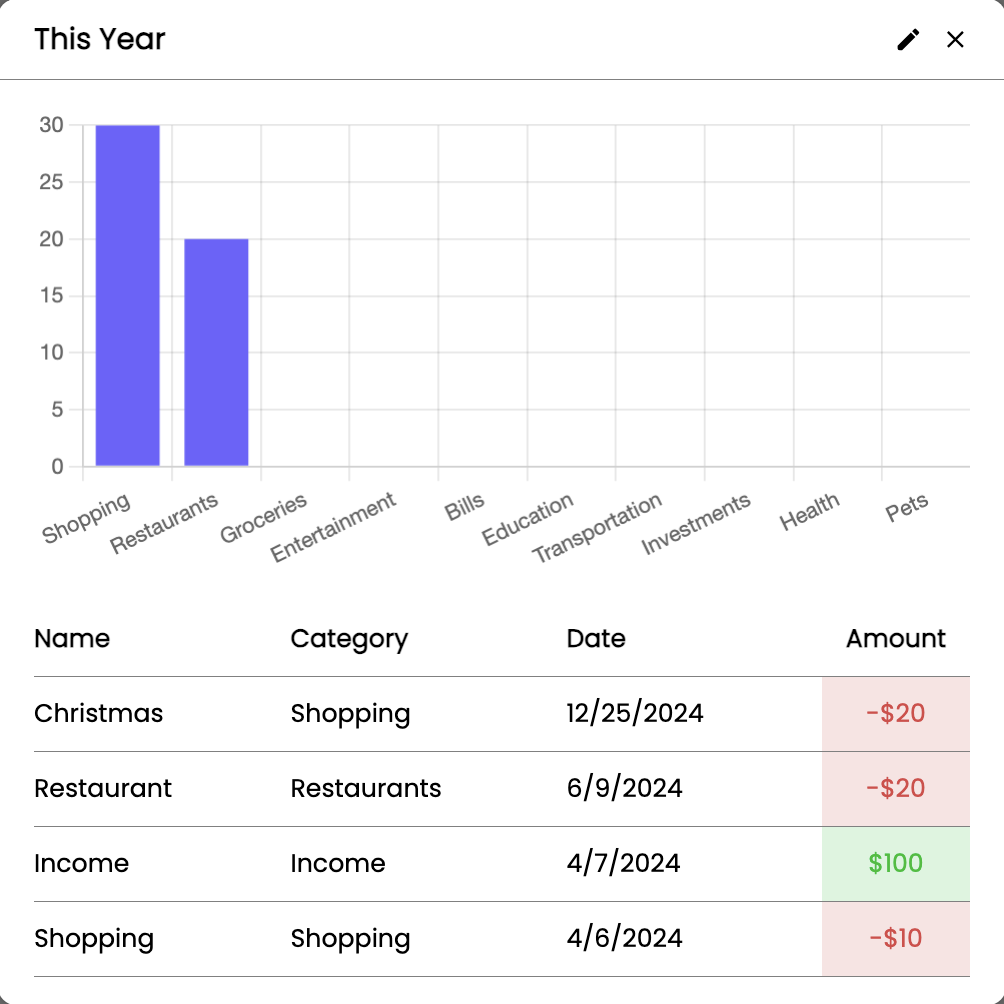 This Year
30
25
20
15
10
5
0
Shopping Restaurants Groceries Entertainment Bills Education Transportation Investments Health Pets
Name Category Date Amount
Christmas Shopping 12/25/2024 -$20
Restaurant Restaurants 6/9/2024 -$20
Income Income 4/7/2024 $100
Shopping Shopping 4/6/2024 -$10